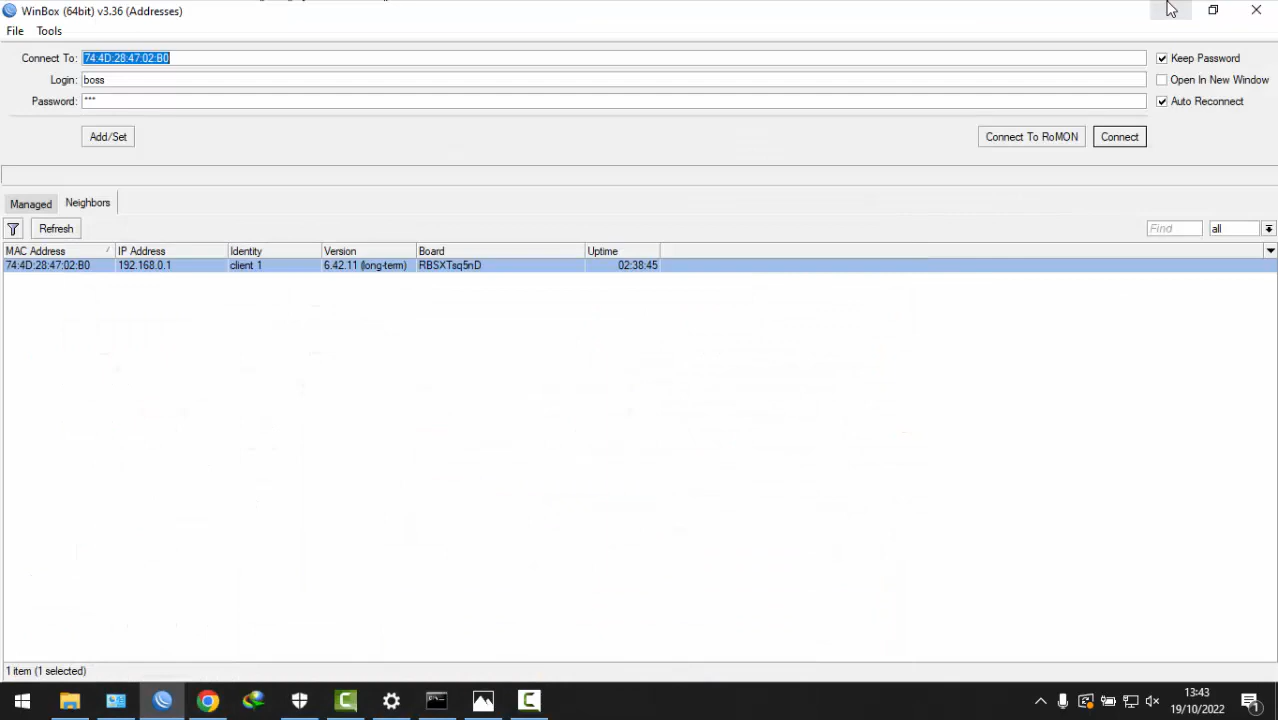 WinBox (64bit) v3.36 (Addresses)
File Tools
Connect To: 74:4D:28:47:02:B0
Keep Password
Login: boss
Open In New Window
Password: ***
Auto Reconnect
Add/Set
Connect To RoMON
Connect
Managed
Neighbors
Refresh
Find
all
MAC Address / IP Address Identity Version Board Uptime
74:4D:28:47:02:B0 192.168.0.1 client 1 6.42.11 (long-term) RBSXTsq5nD 02:38:45
1 item (1 selected)
13:43
19/10/2022
1